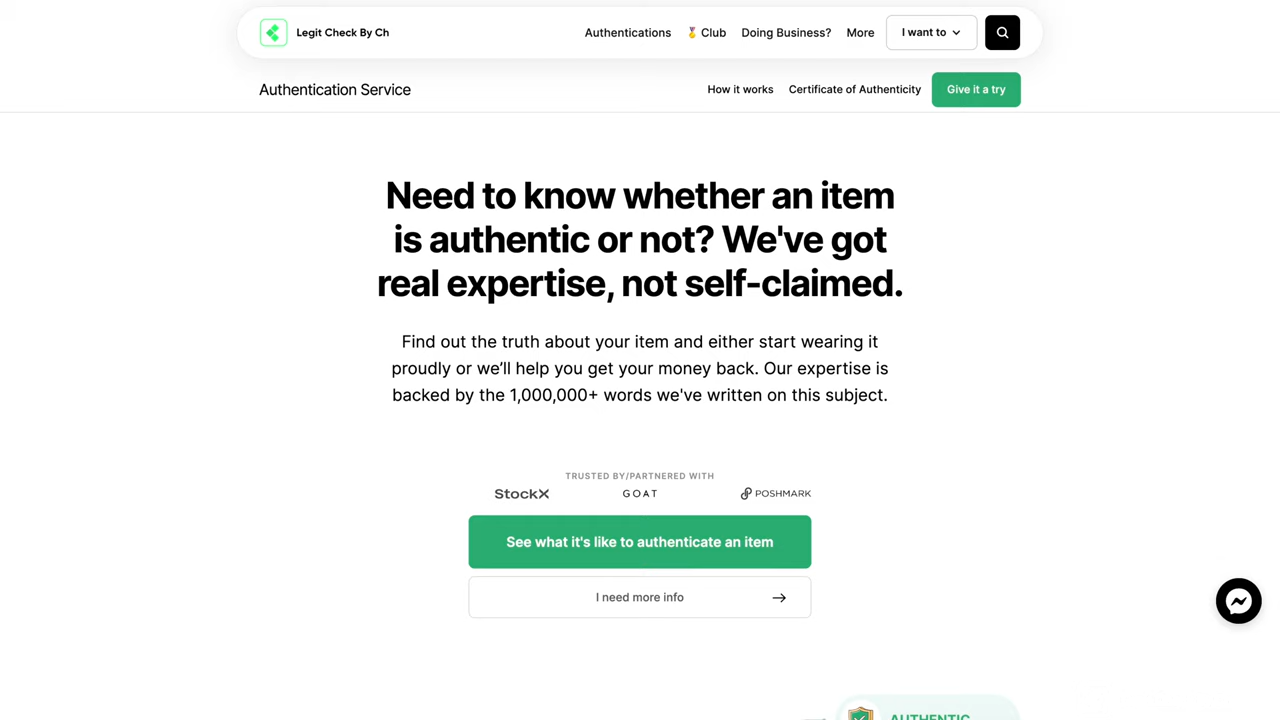 Legit Check By Ch
Authentications
🏅 Club
Doing Business?
More
I want to
Authentication Service
How it works
Certificate of Authenticity
Give it a try
Need to know whether an item
is authentic or not? We've got
real expertise, not self-claimed.
Find out the truth about your item and either start wearing it
proudly or we’ll help you get your money back. Our expertise is
backed by the 1,000,000+ words we've written on this subject.
TRUSTED BY/PARTNERED WITH
StockX
GOAT
POSHMARK
See what it's like to authenticate an item
I need more info
AUTHENTIC